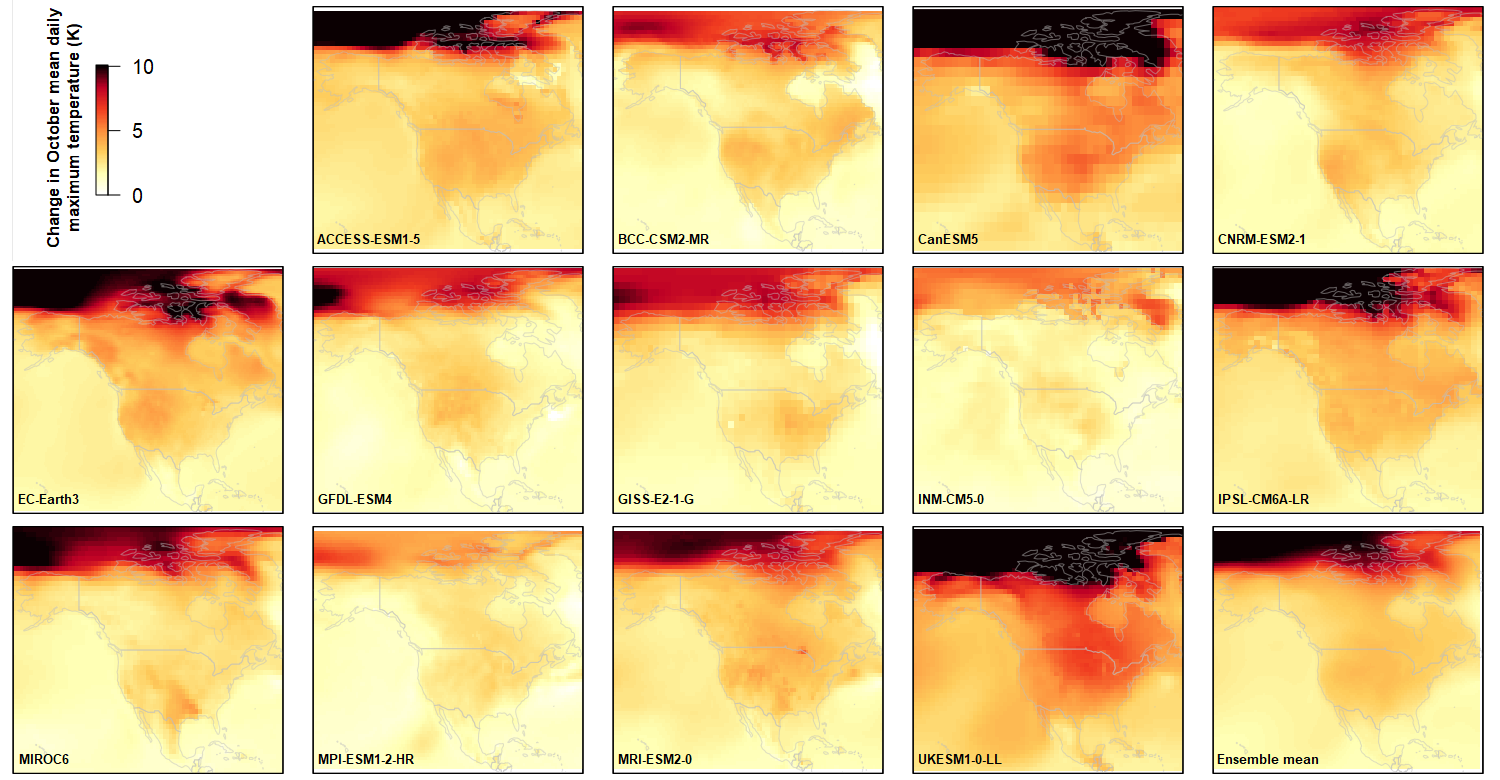 Change in October mean daily
maximum temperature (K)
10
5
0
ACCESS-ESM1-5
BCC-CSM2-MR
CanESM5
CNRM-ESM2-1
EC-Earth3
GFDL-ESM4
GISS-E2-1-G
INM-CM5-0
IPSL-CM6A-LR
MIROC6
MPI-ESM1-2-HR
MRI-ESM2-0
UKESM1-0-LL
Ensemble mean